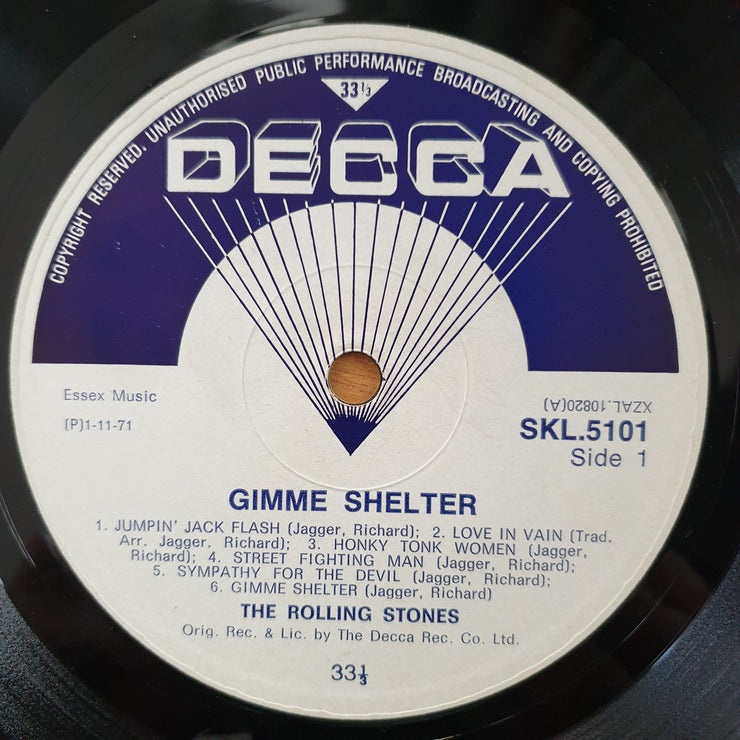 COPYRIGHT RESERVED. UNAUTHORISED PUBLIC PERFORMANCE BROADCASTING AND COPYING PROHIBITED
33⅓
DECCA
Essex Music
(P)1-11-71
XZAL.10820(A)
SKL.5101
Side 1
GIMME SHELTER
1. JUMPIN' JACK FLASH (Jagger, Richard); 2. LOVE IN VAIN (Trad.
Arr. Jagger. Richard); 3. HONKY TONK WOMEN (Jagger,
Richard); 4. STREET FIGHTING MAN (Jagger, Richard);
5. SYMPATHY FOR THE DEVIL (Jagger, Richard);
6. GIMME SHELTER (Jagger, Richard)
THE ROLLING STONES
Orig. Rec. & Lic. by The Decca Rec. Co. Ltd.
33⅓